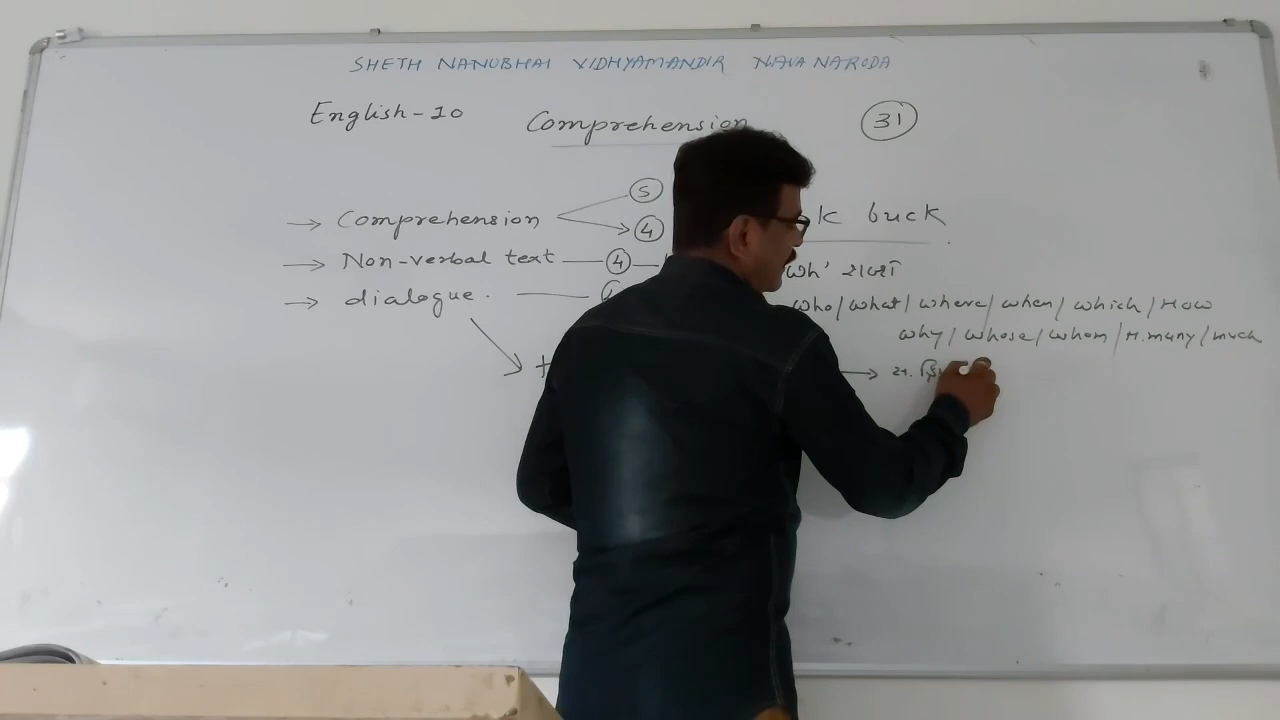 SHETH NANUBHAI VIDHYAMANDIR NAVA NARODA
English-10 Comprehension 31
→ Comprehension 5
4 k buck
→ Non-verbal text — 4 wh' શબ્દો
→ dialogue. who/what/where/when/which/How
why/whose/whom/H.many/much
→ સ.ક્રિ